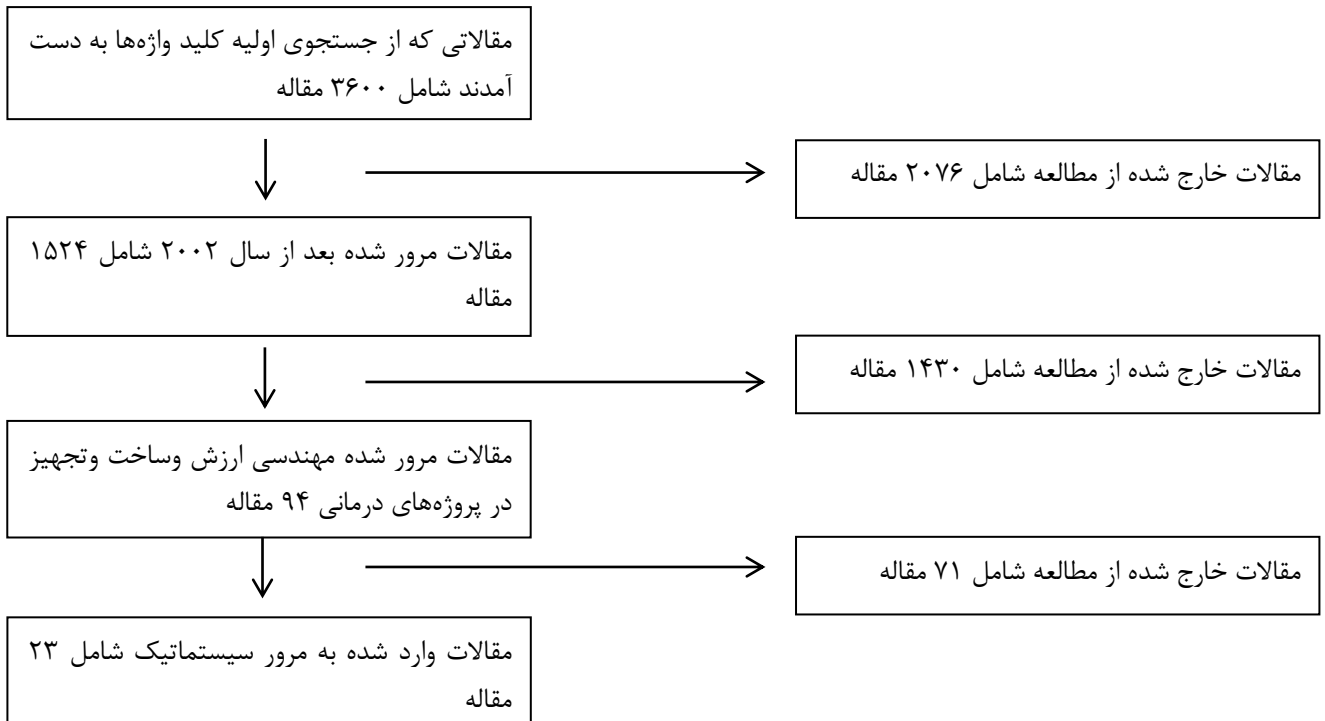 مقالاتی که از جستجوی اولیه کلید واژه‌ها به دست
آمدند شامل ۳۶۰۰ مقاله
مقالات خارج شده از مطالعه شامل ۲۰۷۶ مقاله
مقالات مرور شده بعد از سال ۲۰۰۲ شامل ۱۵۲۴
مقاله
مقالات خارج شده از مطالعه شامل ۱۴۳۰ مقاله
مقالات مرور شده مهندسی ارزش وساخت وتجهیز
در پروژه‌های درمانی ۹۴ مقاله
مقالات خارج شده از مطالعه شامل ۷۱ مقاله
مقالات وارد شده به مرور سیستماتیک شامل ۲۳
مقاله